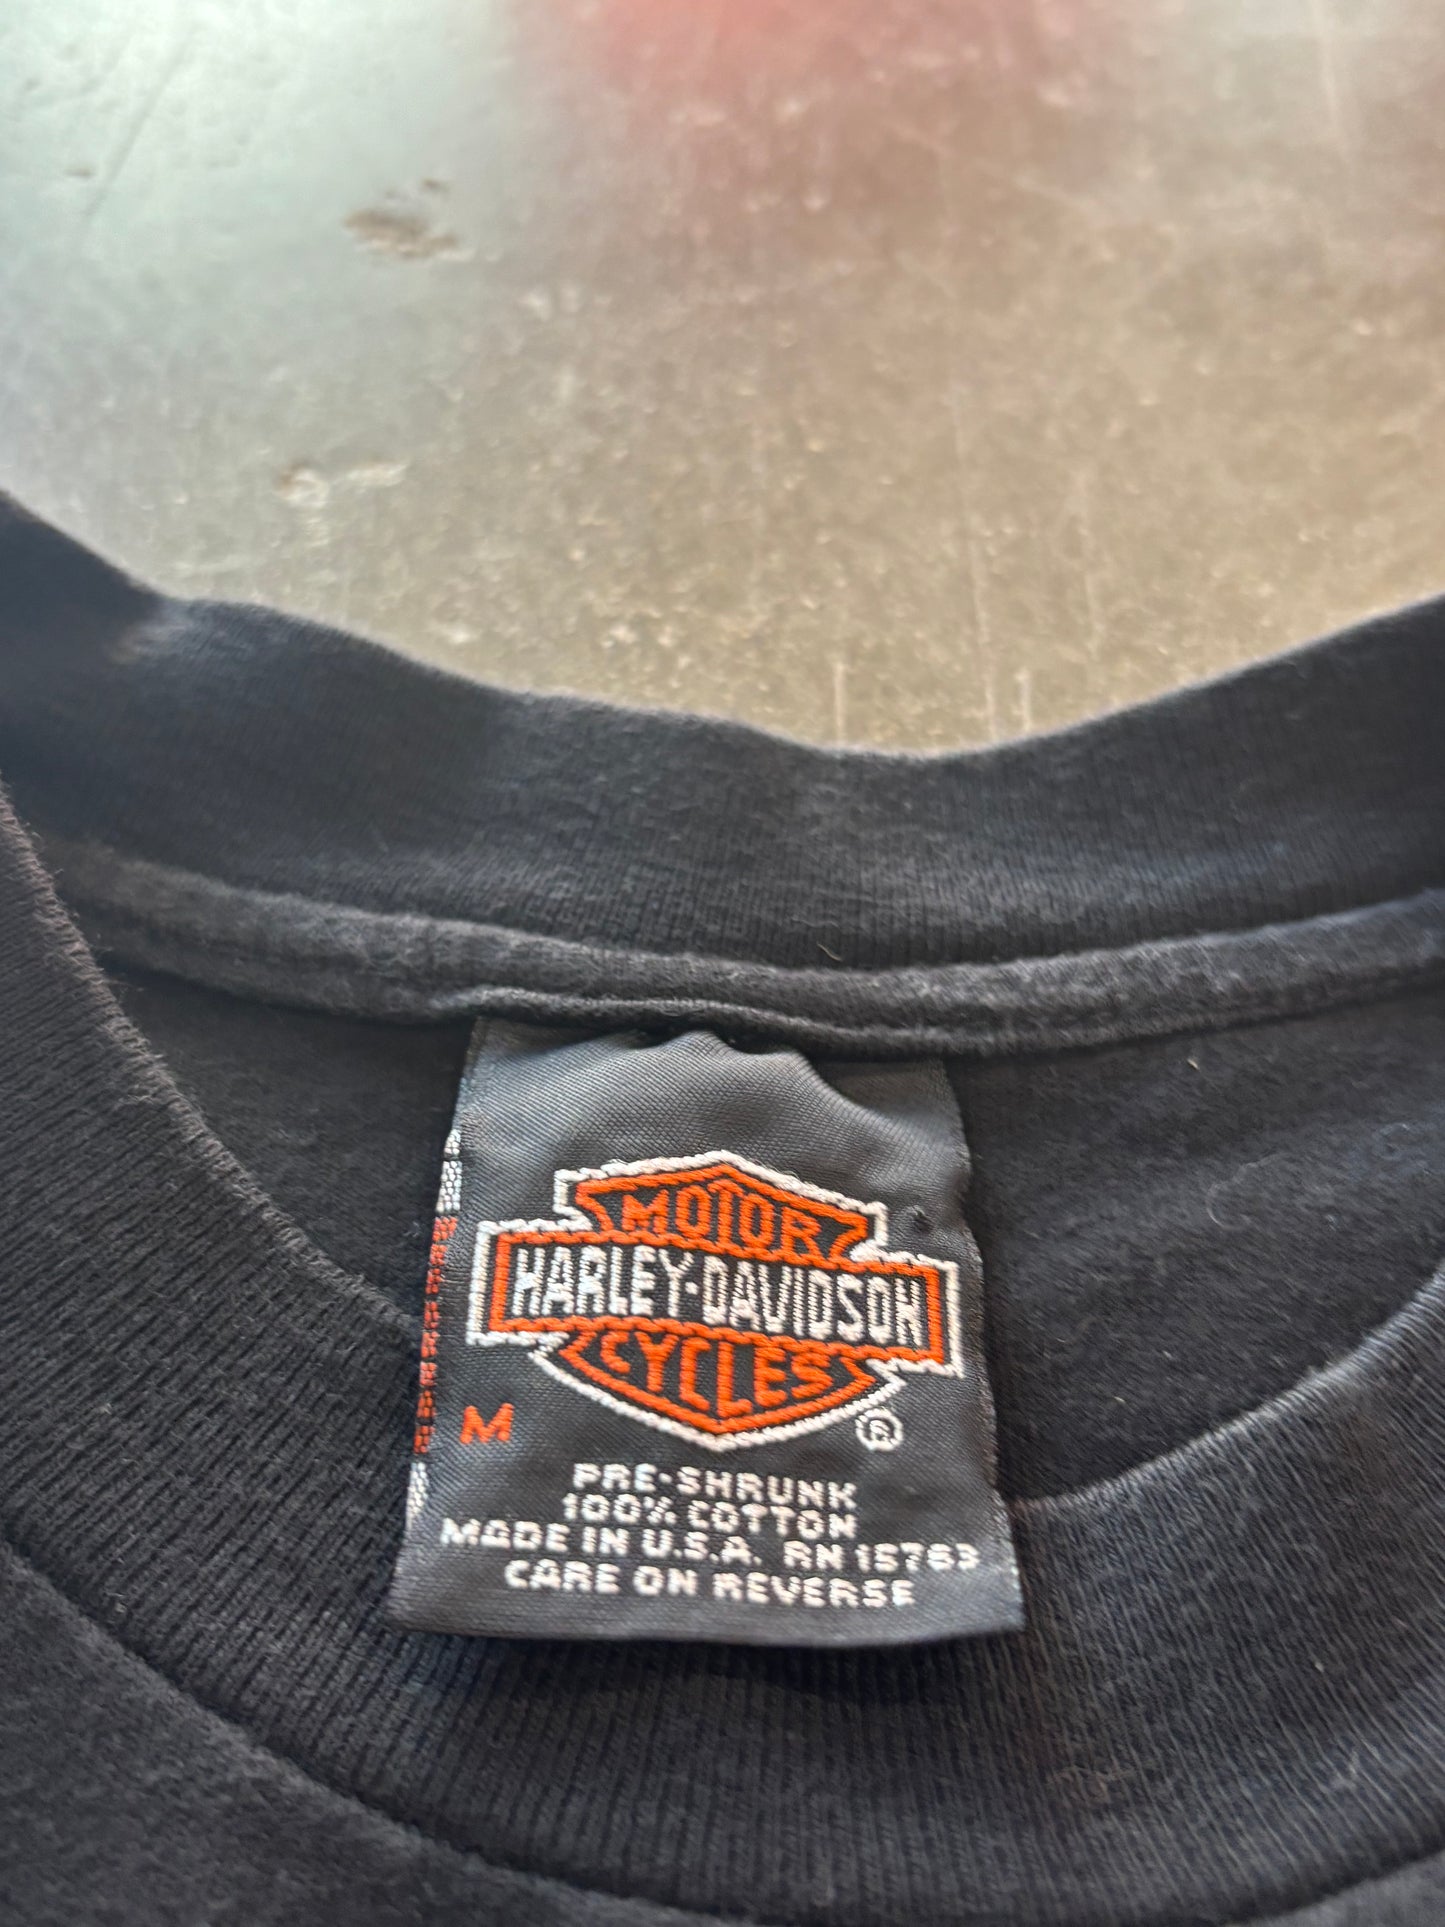 MOTOR
HARLEY-DAVIDSON
CYCLES
M
®
PRE-SHRUNK
100% COTTON
MADE IN U.S.A. RN 15763
CARE ON REVERSE